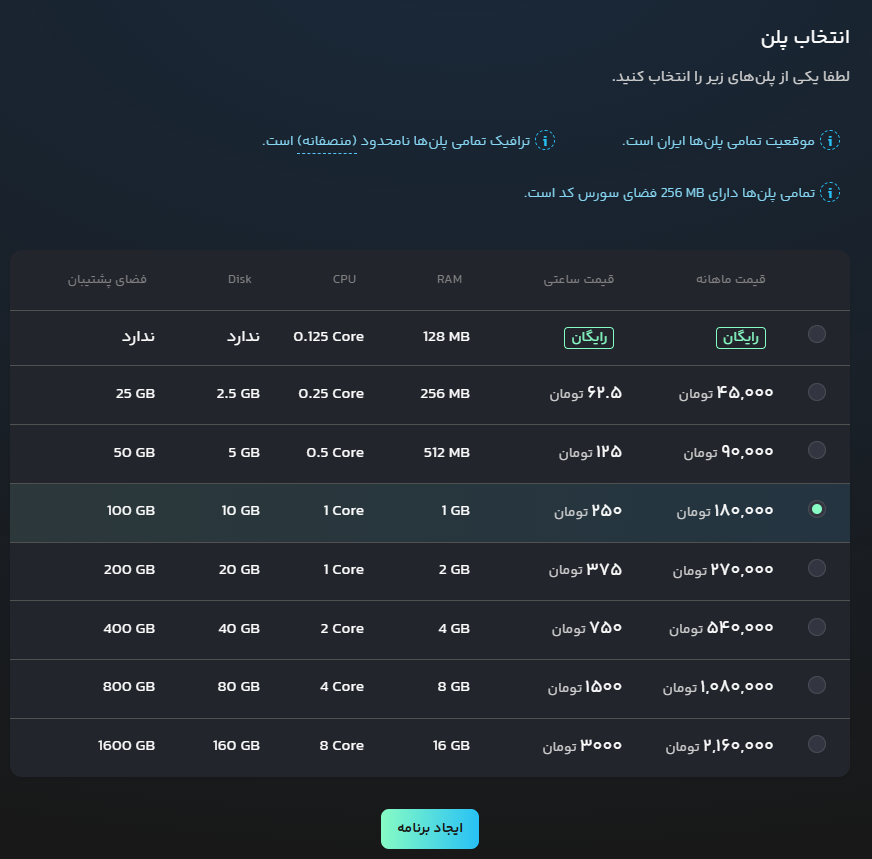 انتخاب پلن
لطفا یکی از پلن‌های زیر را انتخاب کنید.
موقعیت تمامی پلن‌ها ایران است. ترافیک تمامی پلن‌ها نامحدود (منصفانه) است.
تمامی پلن‌ها دارای 256 MB فضای سورس کد است.
قیمت ماهانه قیمت ساعتی RAM CPU Disk فضای پشتیبان
رایگان رایگان 128 MB 0.125 Core ندارد ندارد
۴۵,۰۰۰ تومان ۶۲.۵ تومان 256 MB 0.25 Core 2.5 GB 25 GB
۹۰,۰۰۰ تومان ۱۲۵ تومان 512 MB 0.5 Core 5 GB 50 GB
۱۸۰,۰۰۰ تومان ۲۵۰ تومان 1 GB 1 Core 10 GB 100 GB
۲۷۰,۰۰۰ تومان ۳۷۵ تومان 2 GB 1 Core 20 GB 200 GB
۵۴۰,۰۰۰ تومان ۷۵۰ تومان 4 GB 2 Core 40 GB 400 GB
۱,۰۸۰,۰۰۰ تومان ۱۵۰۰ تومان 8 GB 4 Core 80 GB 800 GB
۲,۱۶۰,۰۰۰ تومان ۳۰۰۰ تومان 16 GB 8 Core 160 GB 1600 GB
ایجاد برنامه